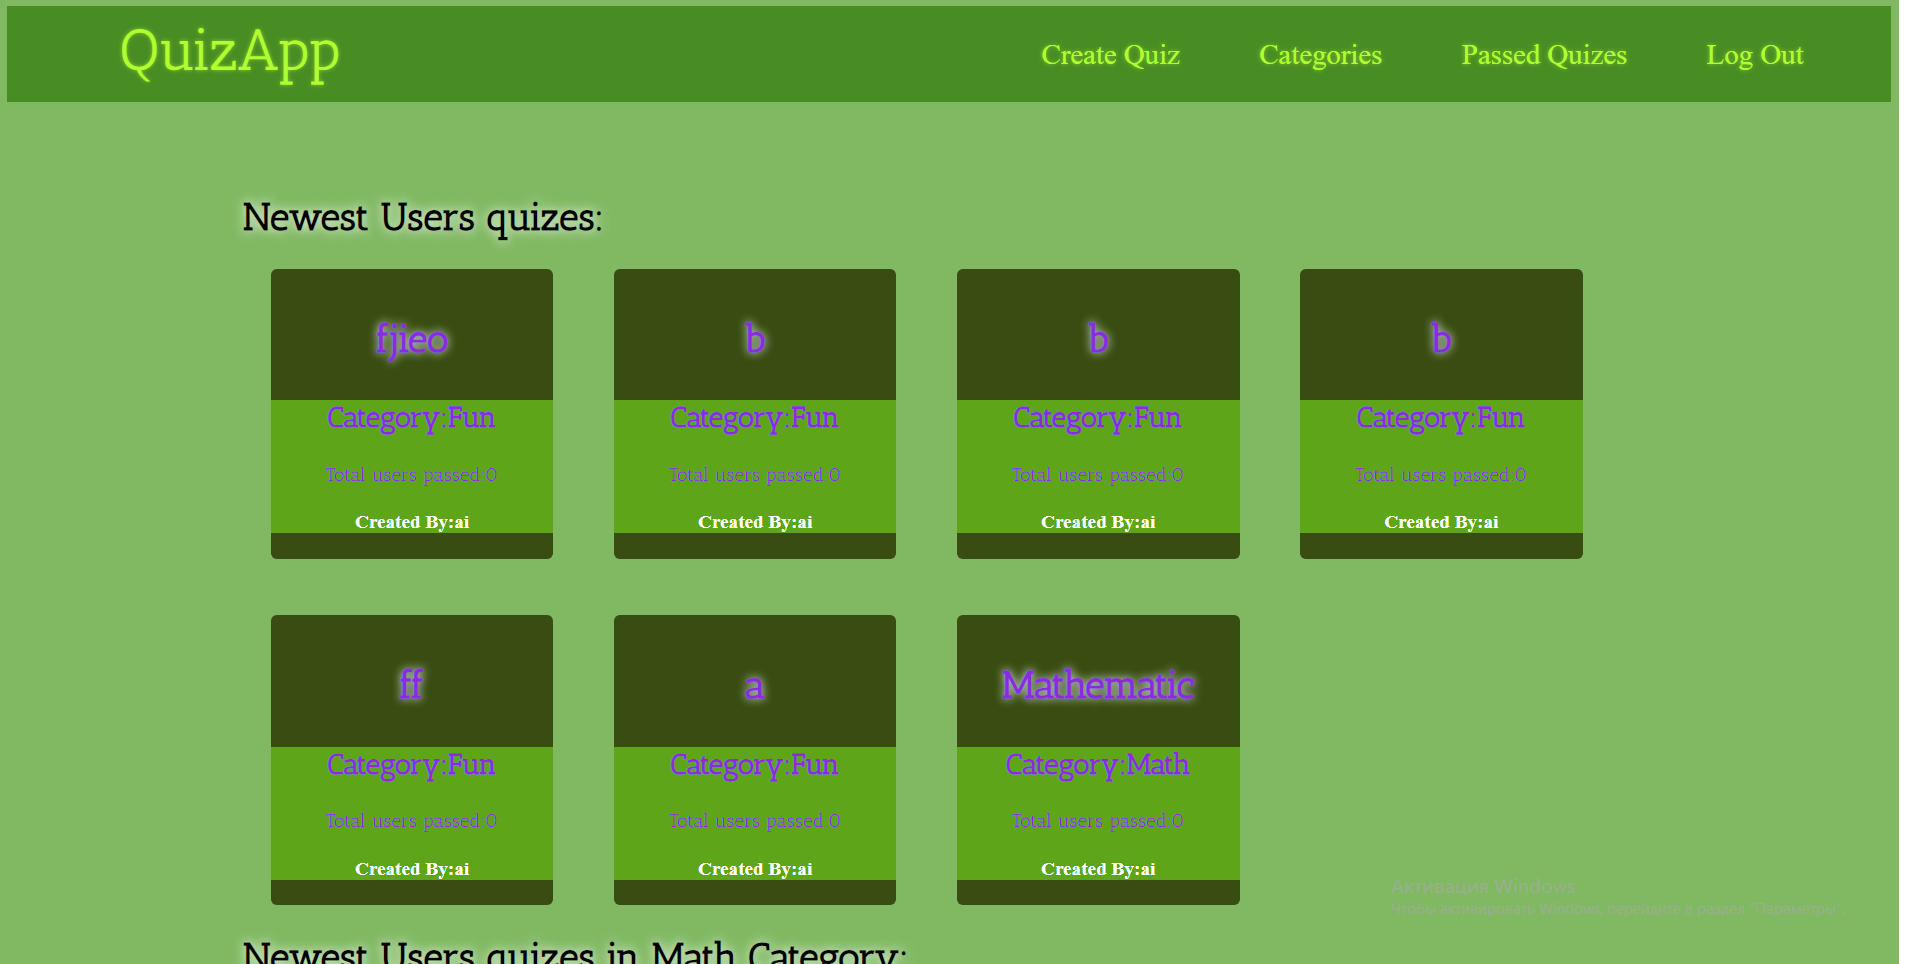 QuizApp
Create Quiz
Categories
Passed Quizes
Log Out
Newest Users quizes:
fjieo
Category:Fun
Total users passed:0
Created By:ai
b
Category:Fun
Total users passed:0
Created By:ai
b
Category:Fun
Total users passed:0
Created By:ai
b
Category:Fun
Total users passed:0
Created By:ai
ff
Category:Fun
Total users passed:0
Created By:ai
a
Category:Fun
Total users passed:0
Created By:ai
Mathematic
Category:Math
Total users passed:0
Created By:ai
Активация Windows
Чтобы активировать Windows, перейдите в раздел "Параметры".
Newest Users quizes in Math Category: